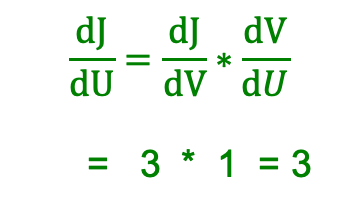 dJ/dU = dJ/dV * dV/dU
= 3 * 1 = 3